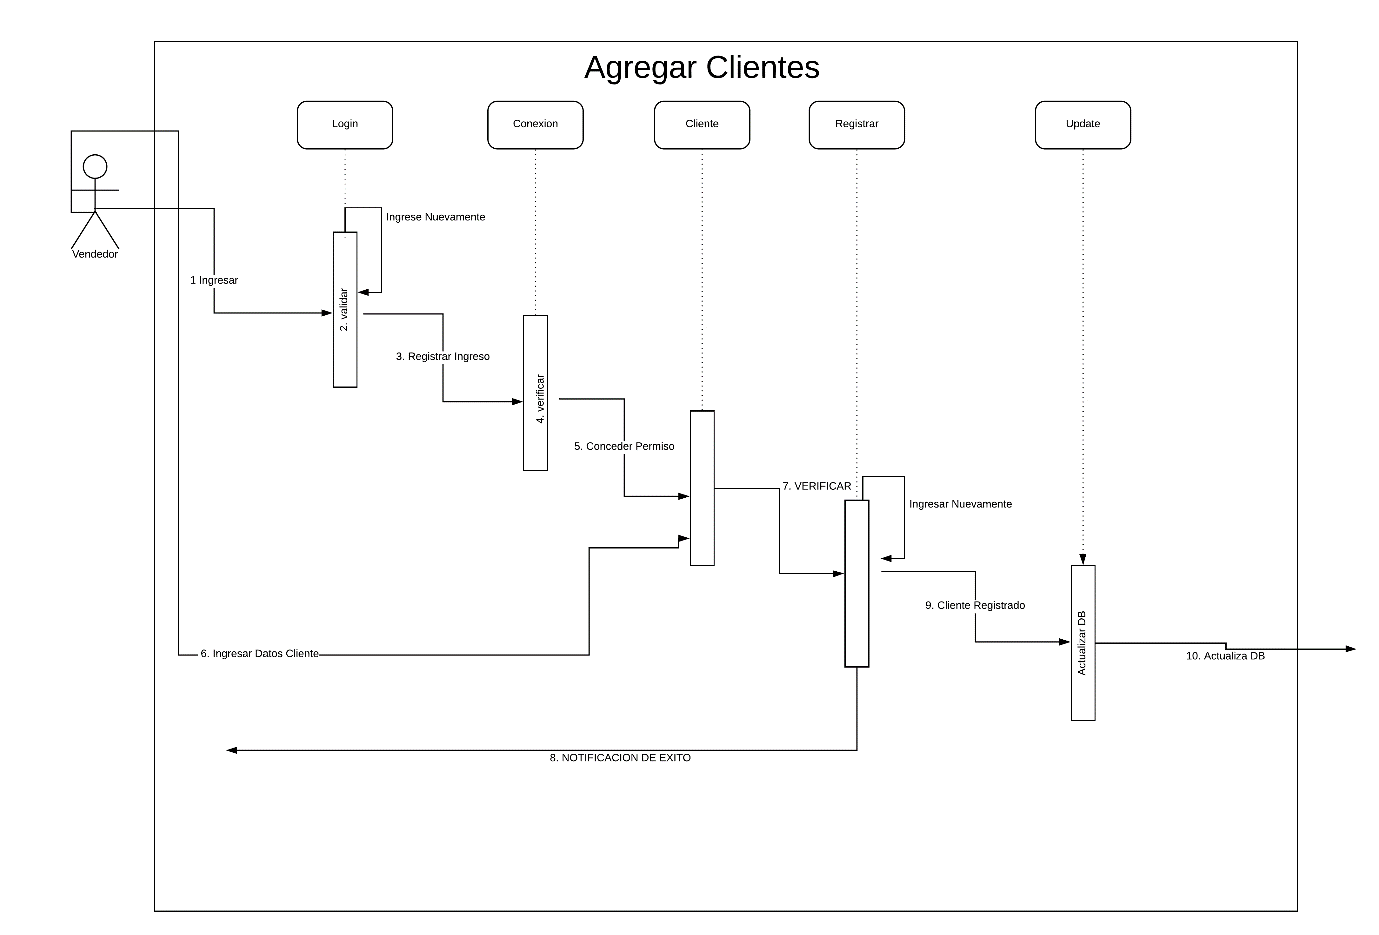 Agregar Clientes
Login
Conexion
Cliente
Registrar
Update
Vendedor
Ingrese Nuevamente
1 Ingresar
2. validar
3. Registrar Ingreso
4. verificar
5. Conceder Permiso
7. VERIFICAR
Ingresar Nuevamente
9. Cliente Registrado
Actualizar DB
6. Ingresar Datos Cliente
10. Actualiza DB
8. NOTIFICACION DE EXITO